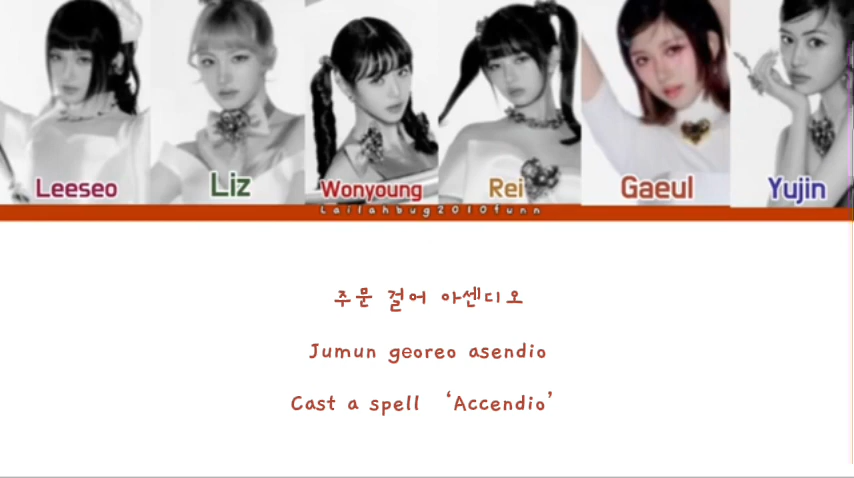 Leeseo Liz Wonyoung Rei Gaeul Yujin
Lailahbug2010funn
주문 걸어 아센디오
Jumun georeo asendio
Cast a spell ‘Accendio’